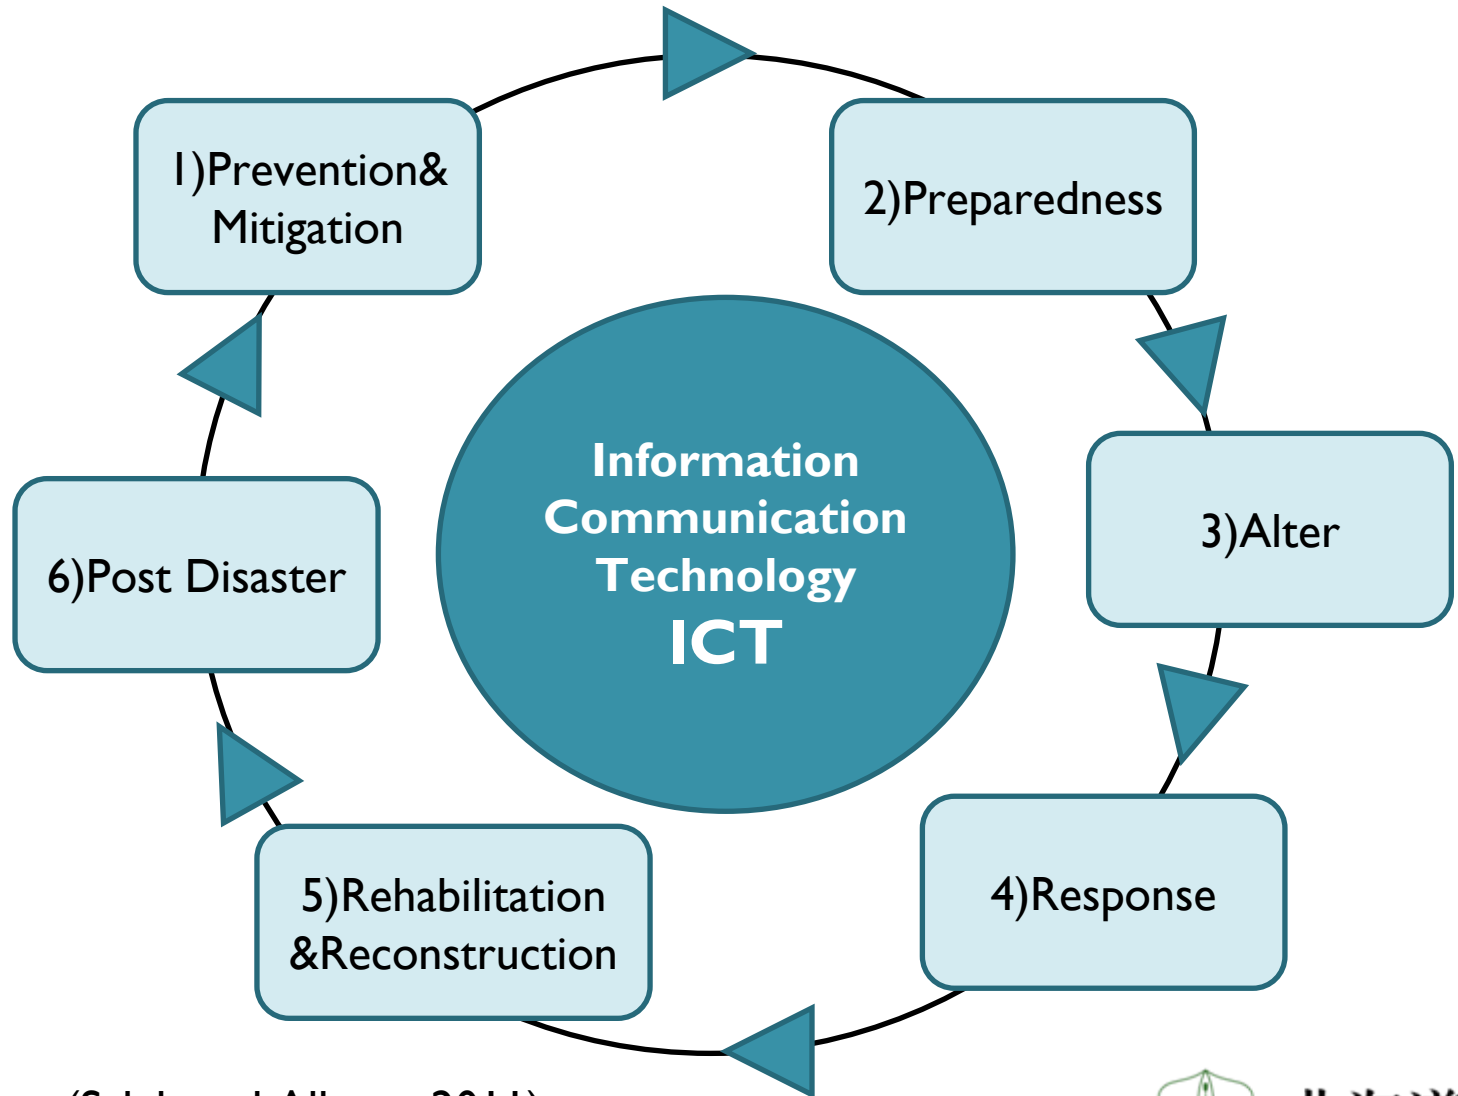 1)Prevention&
Mitigation
2)Preparedness
3)Alter
4)Response
5)Rehabilitation
&Reconstruction
6)Post Disaster
Information
Communication
Technology
ICT
2011)